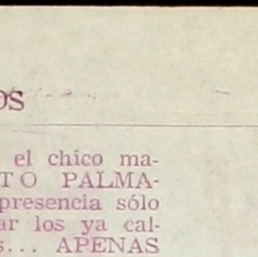 OS
el chico ma-
TO PALMA-
presencia sólo
ar los ya cal-
s... APENAS